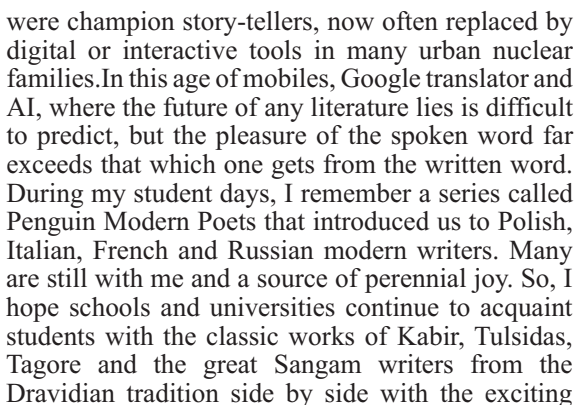 were champion story-tellers, now often replaced by
digital or interactive tools in many urban nuclear
families.In this age of mobiles, Google translator and
AI, where the future of any literature lies is difficult
to predict, but the pleasure of the spoken word far
exceeds that which one gets from the written word.
During my student days, I remember a series called
Penguin Modern Poets that introduced us to Polish,
Italian, French and Russian modern writers. Many
are still with me and a source of perennial joy. So, I
hope schools and universities continue to acquaint
students with the classic works of Kabir, Tulsidas,
Tagore and the great Sangam writers from the
Dravidian tradition side by side with the exciting